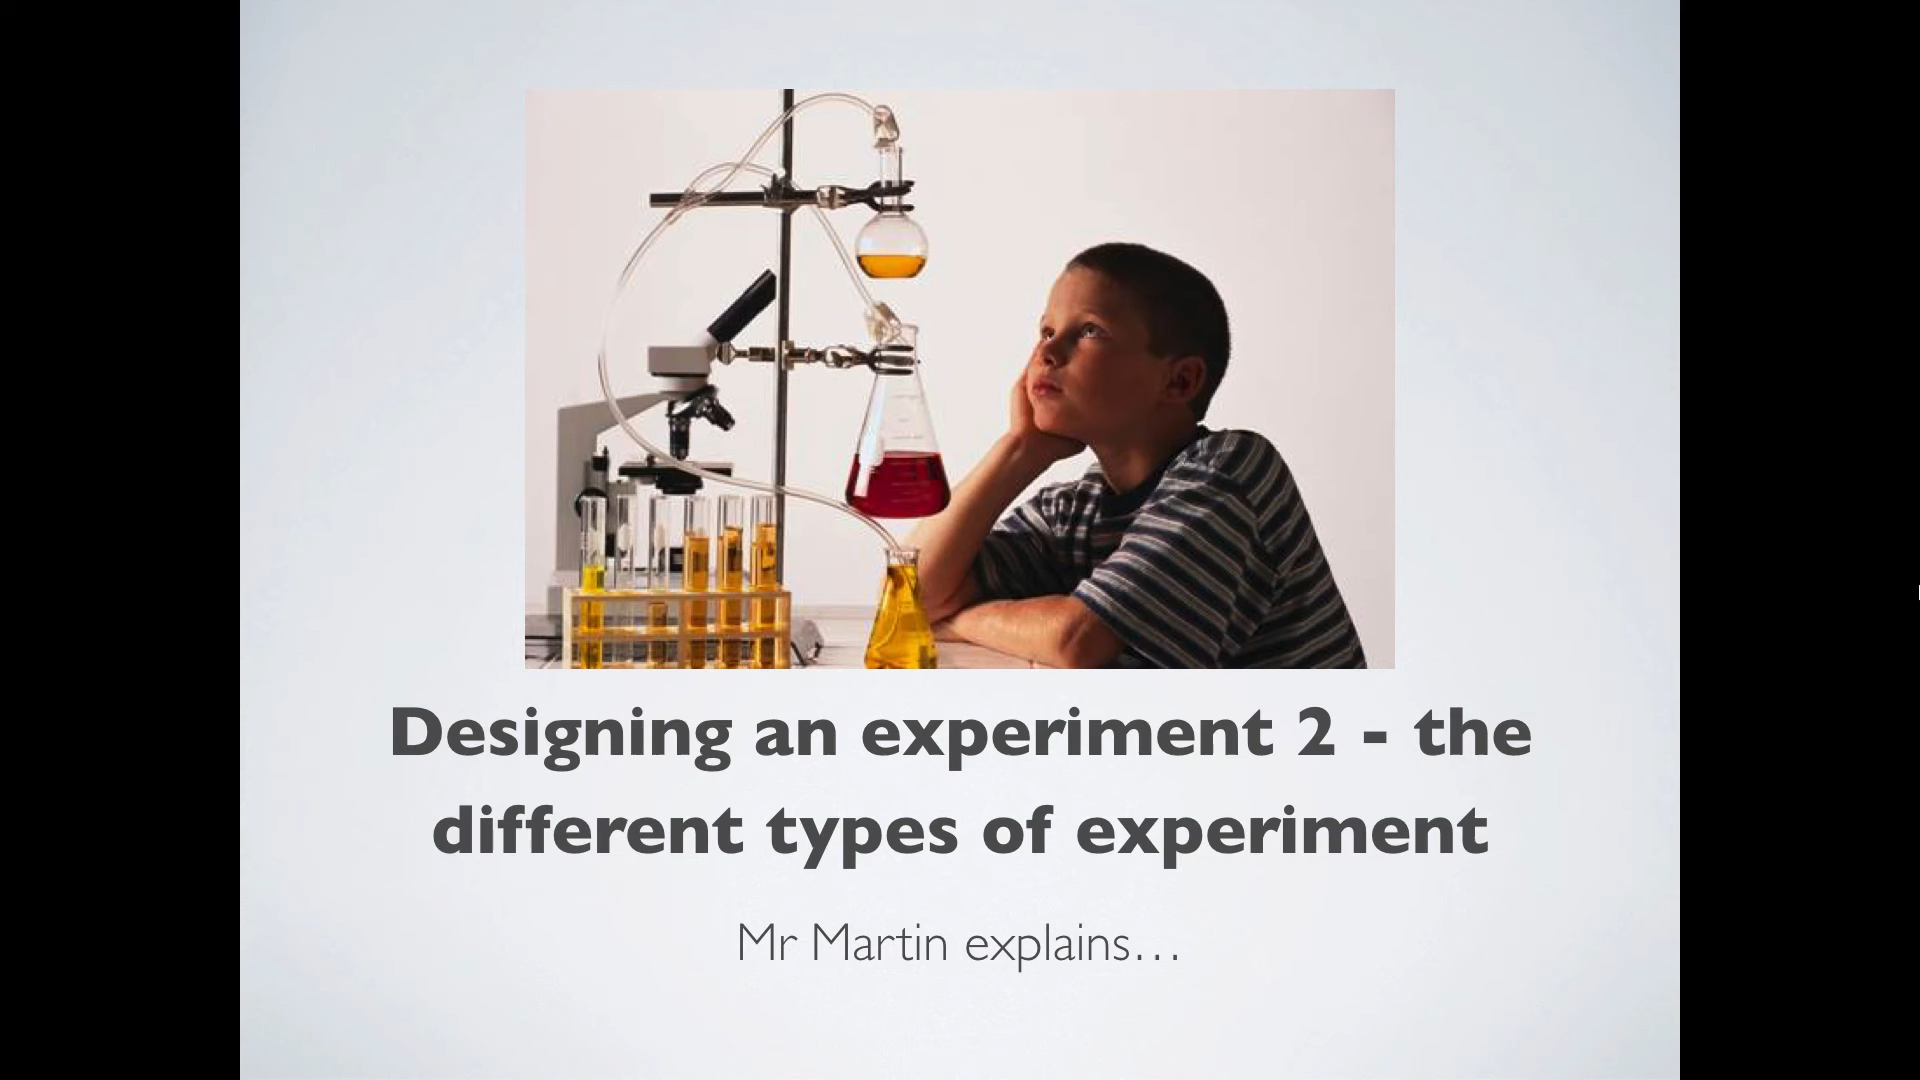 Designing an experiment 2 - the
different types of experiment
Mr Martin explains…